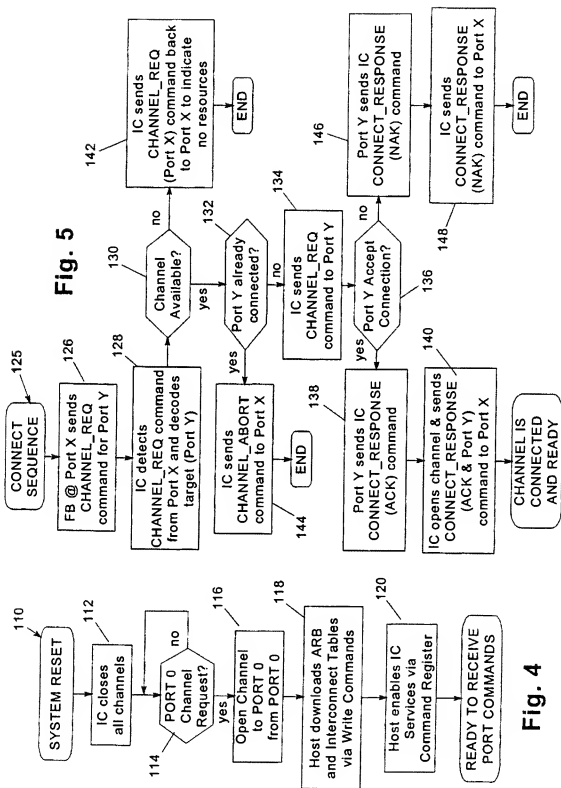 Fig. 4
110
SYSTEM RESET
112
IC closes
all channels
114
PORT 0
Channel
Request?
no
yes
116
Open Channel
to PORT 0
from PORT 0
118
Host downloads ARB
and Interconnect Tables
via Write Commands
120
Host enables IC
Services via
Command Register
READY TO RECEIVE
PORT COMMANDS
Fig. 5
125
CONNECT
SEQUENCE
126
FB @ Port X sends
CHANNEL_REQ
command for Port Y
128
IC detects
CHANNEL_REQ command
from Port X and decodes
target (Port Y)
130
Channel
Available?
no
yes
142
IC sends
CHANNEL_REQ
(Port X) command back
to Port X to indicate
no resources
END
132
Port Y already
connected?
yes
no
IC sends
CHANNEL_ABORT
command to Port X
144
END
134
IC sends
CHANNEL_REQ
command to Port Y
Port Y Accept
Connection?
136
yes
no
138
Port Y sends IC
CONNECT_RESPONSE
(ACK) command
140
IC opens channel & sends
CONNECT_RESPONSE
(ACK & Port Y)
command to Port X
CHANNEL IS
CONNECTED
AND READY
146
Port Y sends IC
CONNECT_RESPONSE
(NAK) command
148
IC sends
CONNECT_RESPONSE
(NAK) command to Port X
END